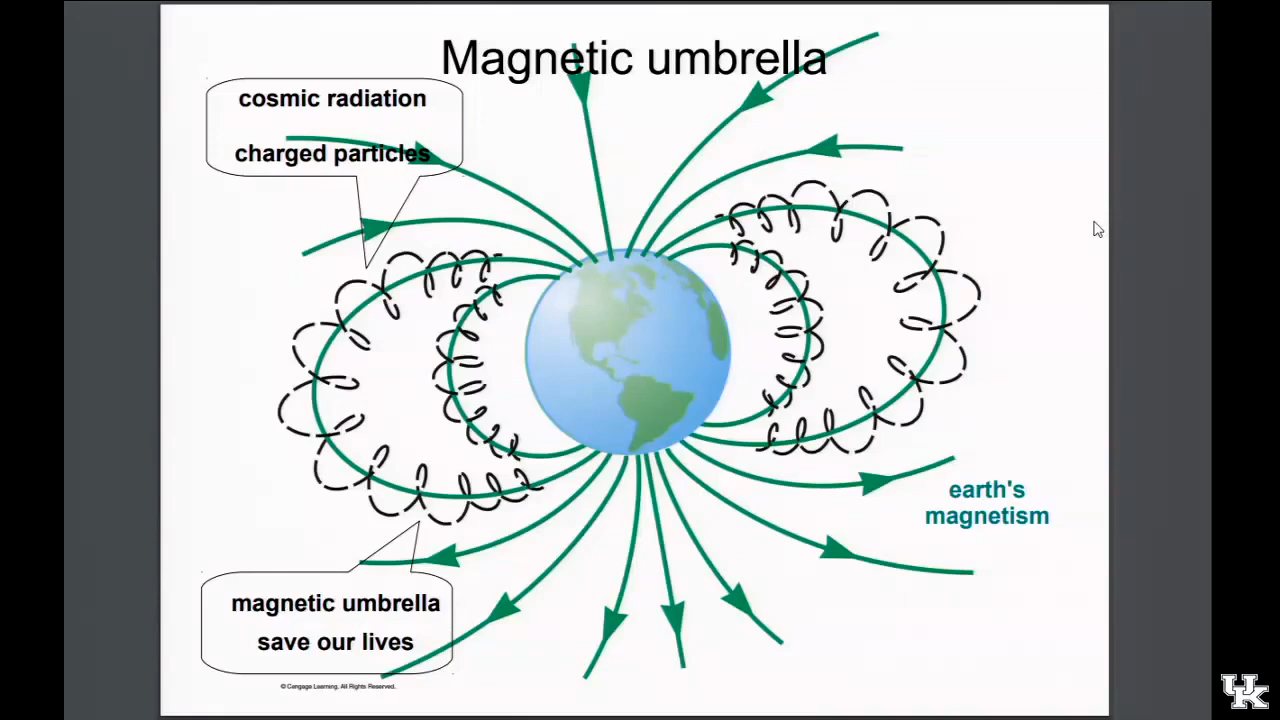 Magnetic umbrella
cosmic radiation
charged particles
earth's
magnetism
magnetic umbrella
save our lives
© Cengage Learning. All Rights Reserved.
UK